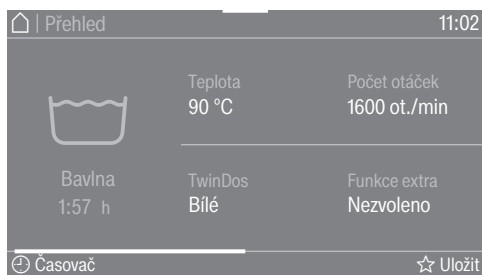 | Přehled 11:02
Teplota Počet otáček
90 °C 1600 ot./min
Bavlna TwinDos Funkce extra
1:57 h Bílé Nezvoleno
Časovač Uložit